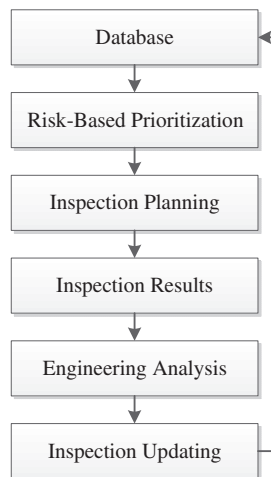 Database
Risk-Based Prioritization
Inspection Planning
Inspection Results
Engineering Analysis
Inspection Updating